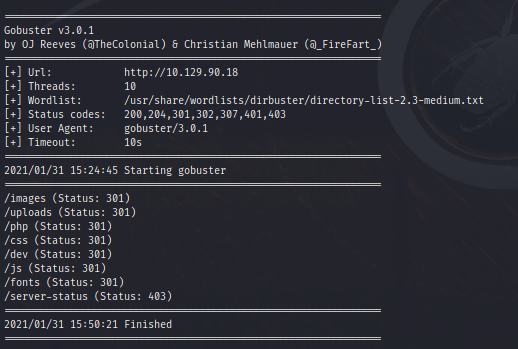 Gobuster v3.0.1
by OJ Reeves (@TheColonial) & Christian Mehlmauer (@_FireFart_)
[+] Url:            http://10.129.90.18
[+] Threads:        10
[+] Wordlist:       /usr/share/wordlists/dirbuster/directory-list-2.3-medium.txt
[+] Status codes:   200,204,301,302,307,401,403
[+] User Agent:     gobuster/3.0.1
[+] Timeout:        10s
2021/01/31 15:24:45 Starting gobuster
/images (Status: 301)
/uploads (Status: 301)
/php (Status: 301)
/css (Status: 301)
/dev (Status: 301)
/js (Status: 301)
/fonts (Status: 301)
/server-status (Status: 403)
2021/01/31 15:50:21 Finished